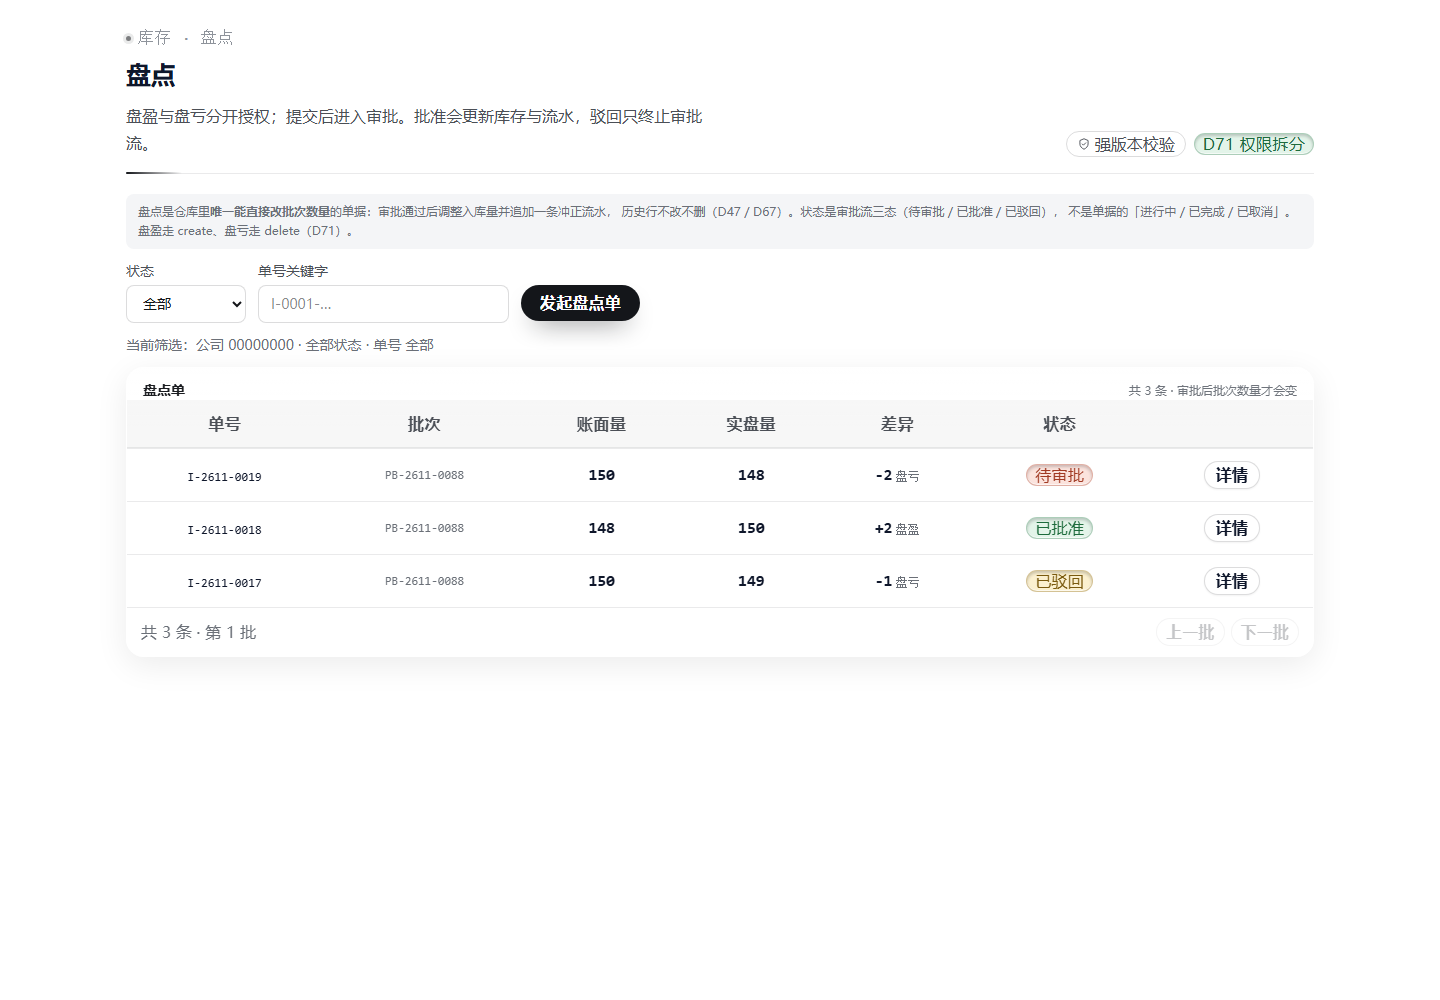 库存 · 盘点
盘点
盘盈与盘亏分开授权；提交后进入审批。批准会更新库存与流水，驳回只终止审批
流。
强版本校验 D71 权限拆分
盘点是仓库里唯一能直接改批次数量的单据：审批通过后调整入库量并追加一条冲正流水， 历史行不改不删（D47 / D67）。状态是审批流三态（待审批 / 已批准 / 已驳回）， 不是单据的「进行中 / 已完成 / 已取消」。
盘盈走 create、盘亏走 delete（D71）。
状态 单号关键字
全部 I-0001-... 发起盘点单
当前筛选：公司 00000000 · 全部状态 · 单号 全部
盘点单 共 3 条 · 审批后批次数量才会变
单号 批次 账面量 实盘量 差异 状态
I-2611-0019 PB-2611-0088 150 148 -2 盘亏 待审批 详情
I-2611-0018 PB-2611-0088 148 150 +2 盘盈 已批准 详情
I-2611-0017 PB-2611-0088 150 149 -1 盘亏 已驳回 详情
共 3 条 · 第 1 批 上一批 下一批